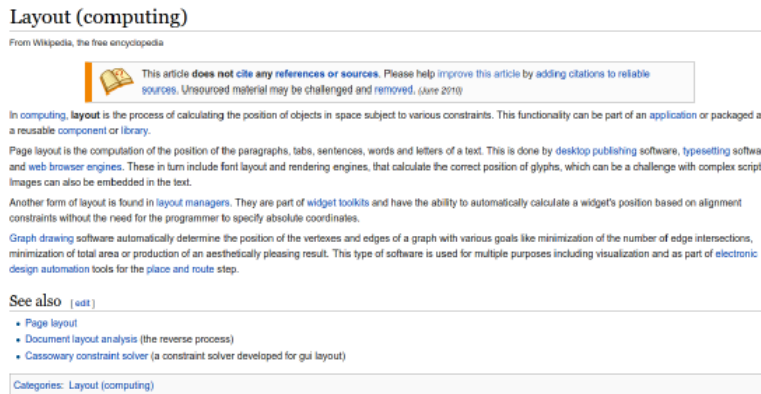 Layout (computing)
From Wikipedia, the free encyclopedia
This article does not cite any references or sources. Please help improve this article by adding citations to reliable
sources. Unsourced material may be challenged and removed. (June 2010)
In computing, layout is the process of calculating the position of objects in space subject to various constraints. This functionality can be part of an application or packaged a
a reusable component or library.
Page layout is the computation of the position of the paragraphs, tabs, sentences, words and letters of a text. This is done by desktop publishing software, typesetting softwa
and web browser engines. These in turn include font layout and rendering engines, that calculate the correct position of glyphs, which can be a challenge with complex script
Images can also be embedded in the text.
Another form of layout is found in layout managers. They are part of widget toolkits and have the ability to automatically calculate a widget's position based on alignment
constraints without the need for the programmer to specify absolute coordinates.
Graph drawing software automatically determine the position of the vertexes and edges of a graph with various goals like minimization of the number of edge intersections,
minimization of total area or production of an aesthetically pleasing result. This type of software is used for multiple purposes including visualization and as part of electronic
design automation tools for the place and route step.
See also [edit]
• Page layout
• Document layout analysis (the reverse process)
• Cassowary constraint solver (a constraint solver developed for gui layout)
Categories: Layout (computing)